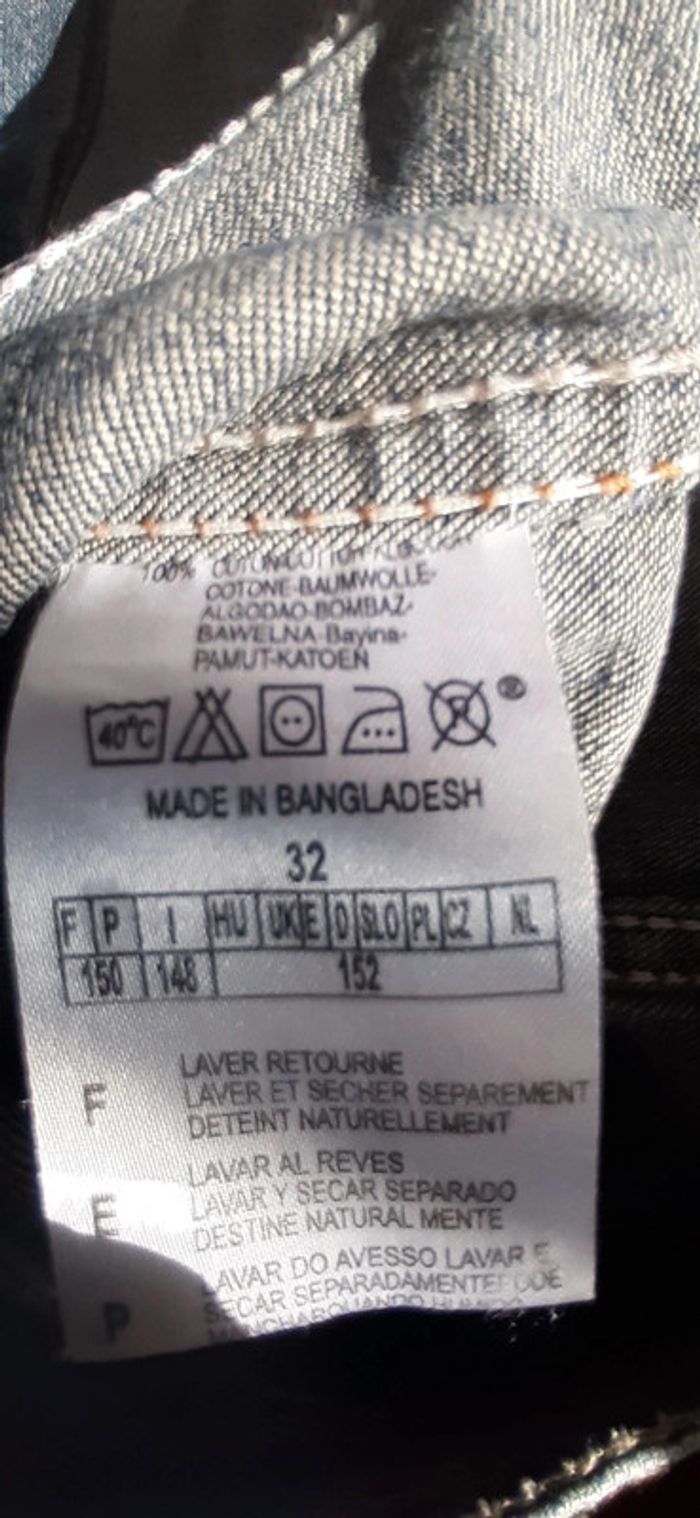 100% COTON-COTTON-ALGODON
COTONE-BAUMWOLLE-
ALGODAO-BOMBAZ-
BAWELNA-Bayina-
PAMUT-KATOEN
40°C P ®
MADE IN BANGLADESH
32
F P I HU UK E D SLO PL CZ NL
150 148 152
LAVER RETOURNE
F LAVER ET SECHER SEPAREMENT
DETEINT NATURELLEMENT
LAVAR AL REVES
E LAVAR Y SECAR SEPARADO
DESTINE NATURAL MENTE
LAVAR DO AVESSO LAVAR E
P SECAR SEPARADAMENTE PODE